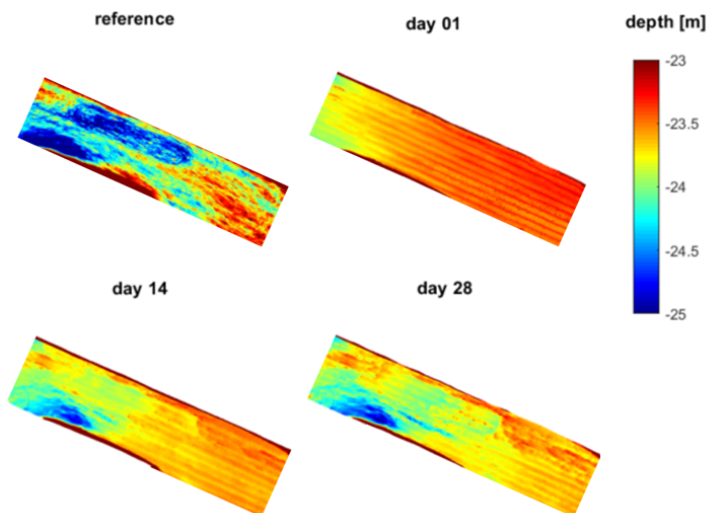 reference
day 01
depth [m]
-23
-23.5
-24
-24.5
-25
day 14
day 28